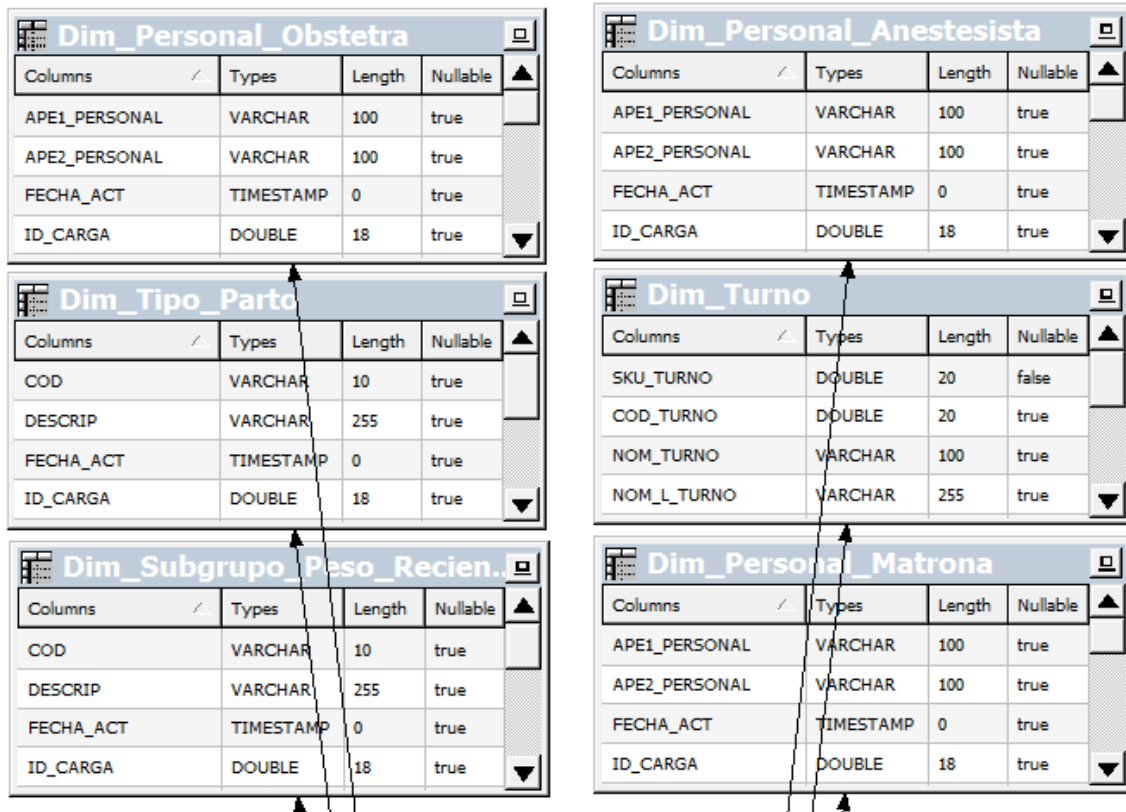 Dim_Personal_Obstetra
Columns Types Length Nullable
APE1_PERSONAL VARCHAR 100 true
APE2_PERSONAL VARCHAR 100 true
FECHA_ACT TIMESTAMP 0 true
ID_CARGA DOUBLE 18 true
Dim_Personal_Anestesista
Columns Types Length Nullable
APE1_PERSONAL VARCHAR 100 true
APE2_PERSONAL VARCHAR 100 true
FECHA_ACT TIMESTAMP 0 true
ID_CARGA DOUBLE 18 true
Dim_Tipo_Parto
Columns Types Length Nullable
COD VARCHAR 10 true
DESCRIP VARCHAR 255 true
FECHA_ACT TIMESTAMP 0 true
ID_CARGA DOUBLE 18 true
Dim_Turno
Columns Types Length Nullable
SKU_TURNO DOUBLE 20 false
COD_TURNO DOUBLE 20 true
NOM_TURNO VARCHAR 100 true
NOM_L_TURNO VARCHAR 255 true
Dim_Subgrupo_Peso_Recien..
Columns Types Length Nullable
COD VARCHAR 10 true
DESCRIP VARCHAR 255 true
FECHA_ACT TIMESTAMP 0 true
ID_CARGA DOUBLE 18 true
Dim_Personal_Matrona
Columns Types Length Nullable
APE1_PERSONAL VARCHAR 100 true
APE2_PERSONAL VARCHAR 100 true
FECHA_ACT TIMESTAMP 0 true
ID_CARGA DOUBLE 18 true